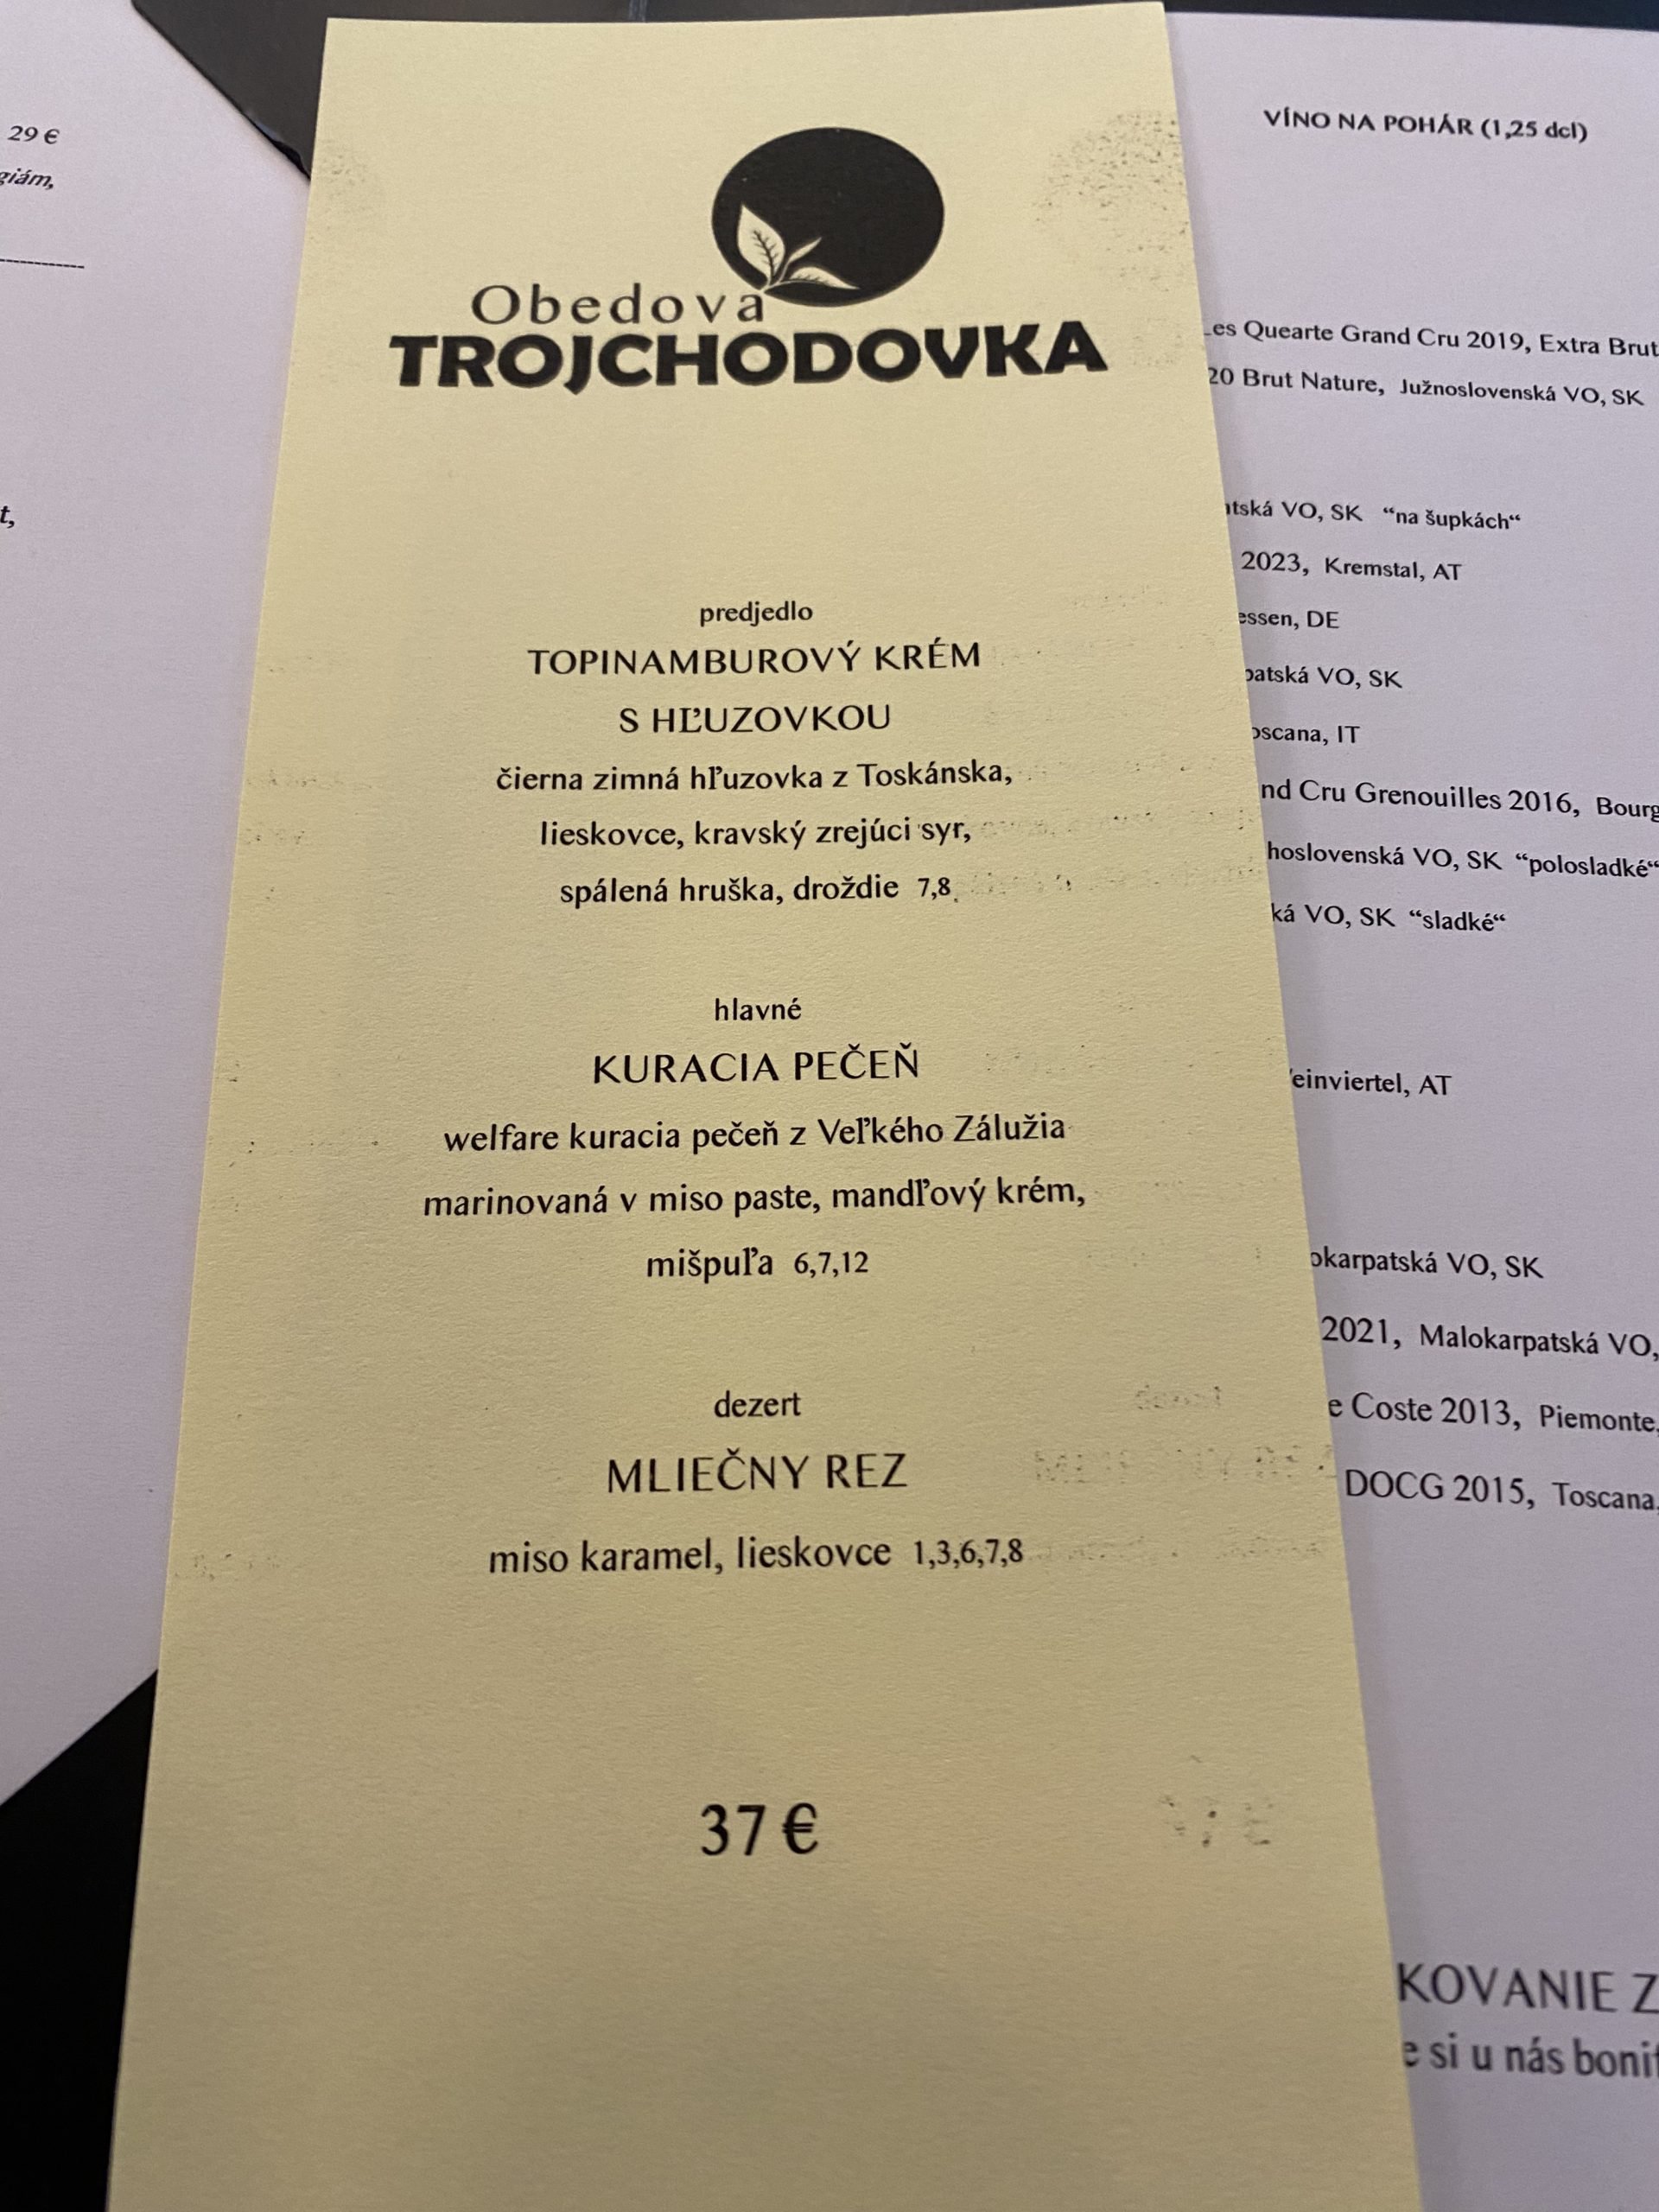 29 €
giám,
t,
Obedová
TROJCHODOVKA
predjedlo
TOPINAMBUROVÝ KRÉM
S HĽUZOVKOU
čierna zimná hľuzovka z Toskánska,
lieskovce, kravský zrejúci syr,
spálená hruška, droždie 7,8
hlavné
KURACIA PEČEŇ
welfare kuracia pečeň z Veľkého Zálužia
marinovaná v miso paste, mandľový krém,
mišpuľa 6,7,12
dezert
MLIEČNY REZ
miso karamel, lieskovce 1,3,6,7,8
37 €
VÍNO NA POHÁR (1,25 dcl)
Les Quearte Grand Cru 2019, Extra Brut
20 Brut Nature, Južnoslovenská VO, SK
tská VO, SK “na šupkách“
2023, Kremstal, AT
essen, DE
patská VO, SK
oscana, IT
nd Cru Grenouilles 2016, Bourg
hoslovenská VO, SK “polosladké“
ká VO, SK “sladké“
einviertel, AT
okarpatská VO, SK
2021, Malokarpatská VO,
e Coste 2013, Piemonte,
DOCG 2015, Toscana,
KOVANIE Z
e si u nás bonif